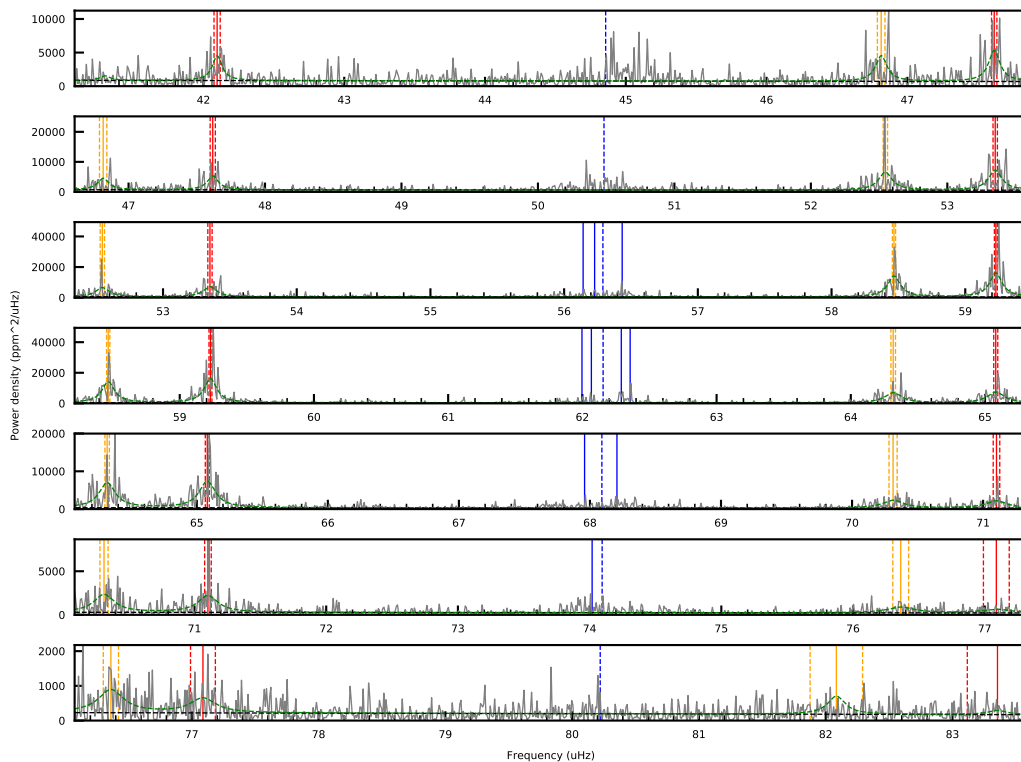 10000
5000
0
42 43 44 45 46 47
20000
10000
0
47 48 49 50 51 52 53
40000
20000
0
53 54 55 56 57 58 59
40000
20000
0
59 60 61 62 63 64 65
20000
10000
0
65 66 67 68 69 70 71
5000
0
71 72 73 74 75 76 77
2000
1000
0
77 78 79 80 81 82 83
Power density (ppm^2/uHz)
Frequency (uHz)